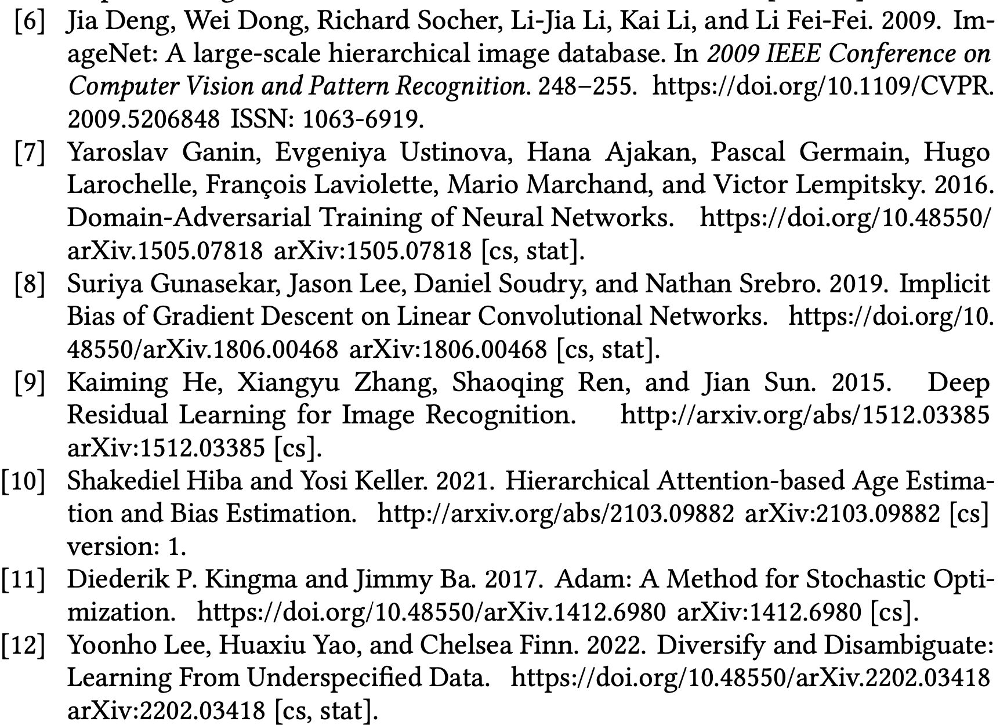 [6] Jia Deng, Wei Dong, Richard Socher, Li-Jia Li, Kai Li, and Li Fei-Fei. 2009. Im-
ageNet: A large-scale hierarchical image database. In 2009 IEEE Conference on
Computer Vision and Pattern Recognition. 248–255. https://doi.org/10.1109/CVPR.
2009.5206848 ISSN: 1063-6919.
[7] Yaroslav Ganin, Evgeniya Ustinova, Hana Ajakan, Pascal Germain, Hugo
Larochelle, François Laviolette, Mario Marchand, and Victor Lempitsky. 2016.
Domain-Adversarial Training of Neural Networks. https://doi.org/10.48550/
arXiv.1505.07818 arXiv:1505.07818 [cs, stat].
[8] Suriya Gunasekar, Jason Lee, Daniel Soudry, and Nathan Srebro. 2019. Implicit
Bias of Gradient Descent on Linear Convolutional Networks. https://doi.org/10.
48550/arXiv.1806.00468 arXiv:1806.00468 [cs, stat].
[9] Kaiming He, Xiangyu Zhang, Shaoqing Ren, and Jian Sun. 2015. Deep
Residual Learning for Image Recognition. http://arxiv.org/abs/1512.03385
arXiv:1512.03385 [cs].
[10] Shakediel Hiba and Yosi Keller. 2021. Hierarchical Attention-based Age Estima-
tion and Bias Estimation. http://arxiv.org/abs/2103.09882 arXiv:2103.09882 [cs]
version: 1.
[11] Diederik P. Kingma and Jimmy Ba. 2017. Adam: A Method for Stochastic Opti-
mization. https://doi.org/10.48550/arXiv.1412.6980 arXiv:1412.6980 [cs].
[12] Yoonho Lee, Huaxiu Yao, and Chelsea Finn. 2022. Diversify and Disambiguate:
Learning From Underspecified Data. https://doi.org/10.48550/arXiv.2202.03418
arXiv:2202.03418 [cs, stat].